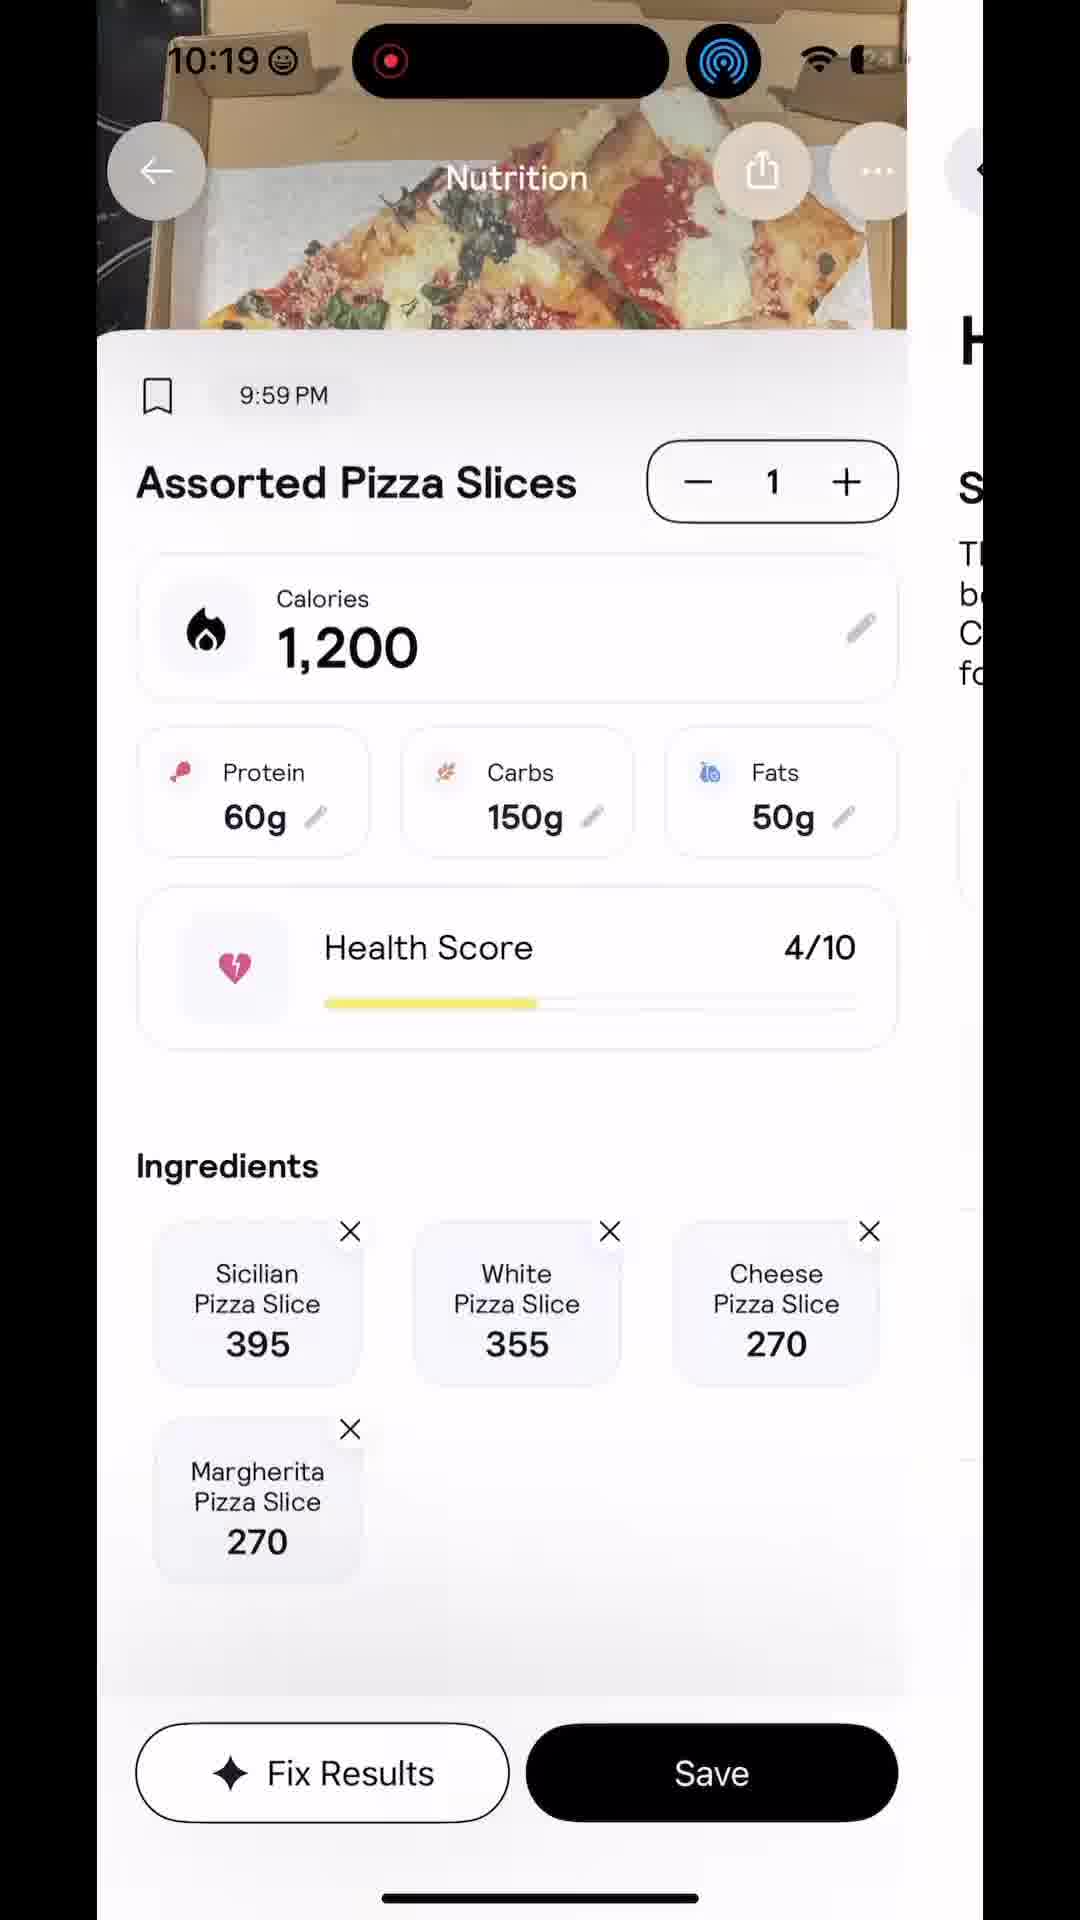 10:19
24
Nutrition
9:59 PM
Assorted Pizza Slices
1
Calories
1,200
Protein
60g
Carbs
150g
Fats
50g
Health Score
4/10
Ingredients
Sicilian
Pizza Slice
395
White
Pizza Slice
355
Cheese
Pizza Slice
270
Margherita
Pizza Slice
270
Fix Results
Save